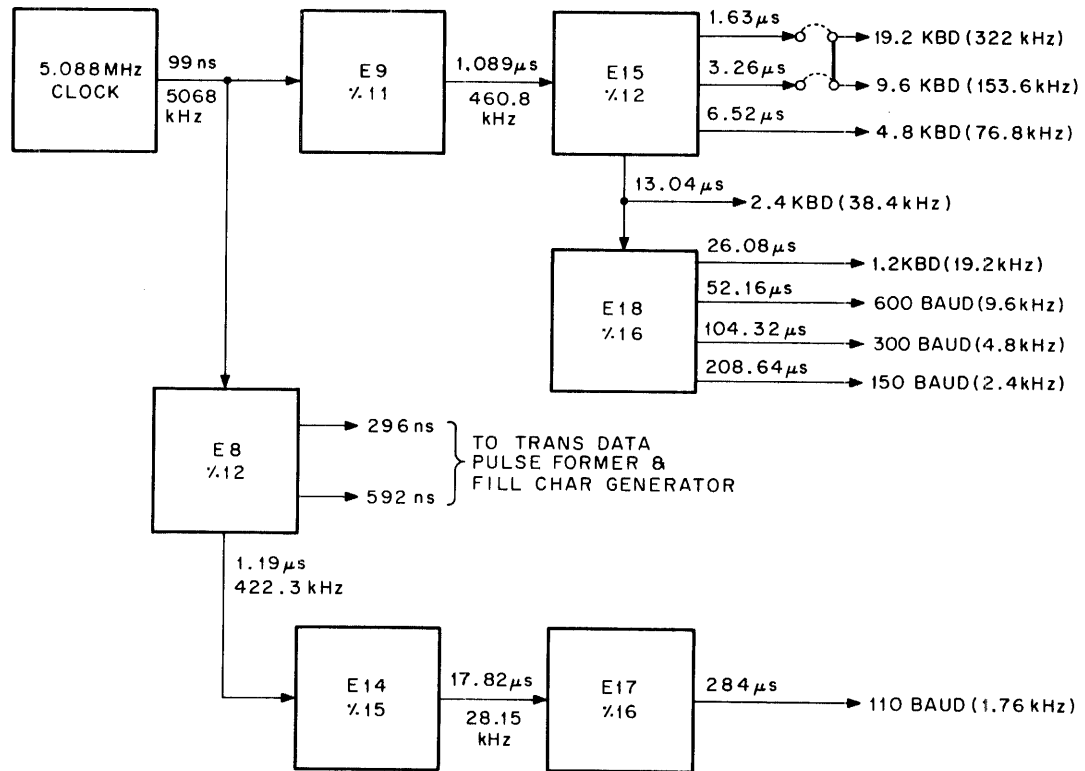 5.088MHz
CLOCK
99ns
5068
kHz
E9
%11
1.089μs
460.8
kHz
E15
%12
1.63μs
19.2 KBD (322 kHz)
3.26μs
9.6 KBD (153.6kHz)
6.52μs
4.8 KBD (76.8kHz)
13.04μs
2.4 KBD (38.4kHz)
E18
%16
26.08μs
1.2KBD (19.2kHz)
52.16μs
600 BAUD (9.6kHz)
104.32μs
300 BAUD (4.8kHz)
208.64μs
150 BAUD (2.4kHz)
E8
%12
296 ns
592 ns
TO TRANS DATA
PULSE FORMER &
FILL CHAR GENERATOR
1.19μs
422.3 kHz
E14
%15
17.82μs
28.15
kHz
E17
%16
284μs
110 BAUD (1.76 kHz)